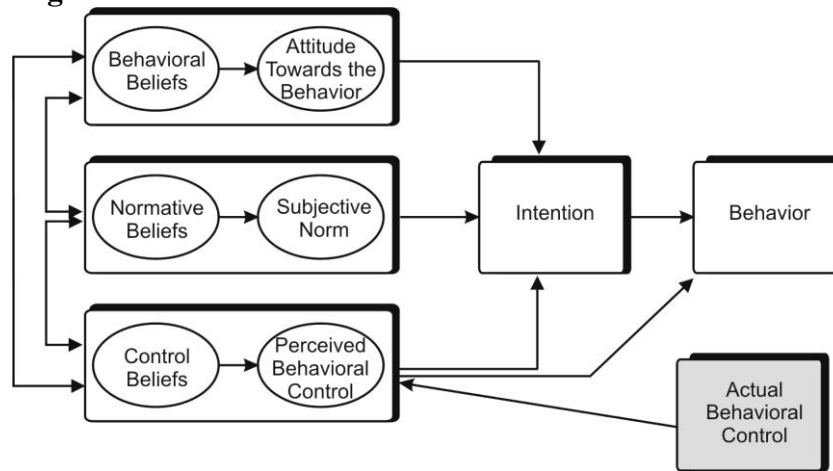 Behavioral
Beliefs
Attitude
Towards the
Behavior
Normative
Beliefs
Subjective
Norm
Intention
Behavior
Control
Beliefs
Perceived
Behavioral
Control
Actual
Behavioral
Control